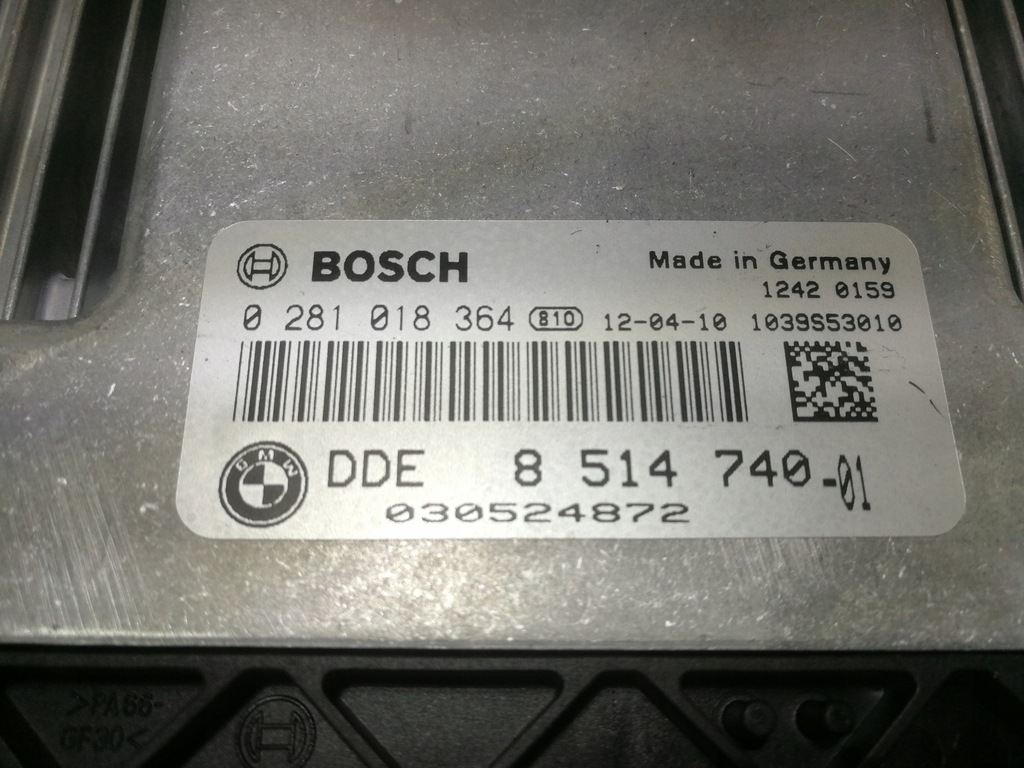 BOSCH
Made in Germany
1242 0159
0 281 018 364 810 12-04-10 1039S53010
BMW DDE 8 514 740-01
030524872
>PA66-
GF30<